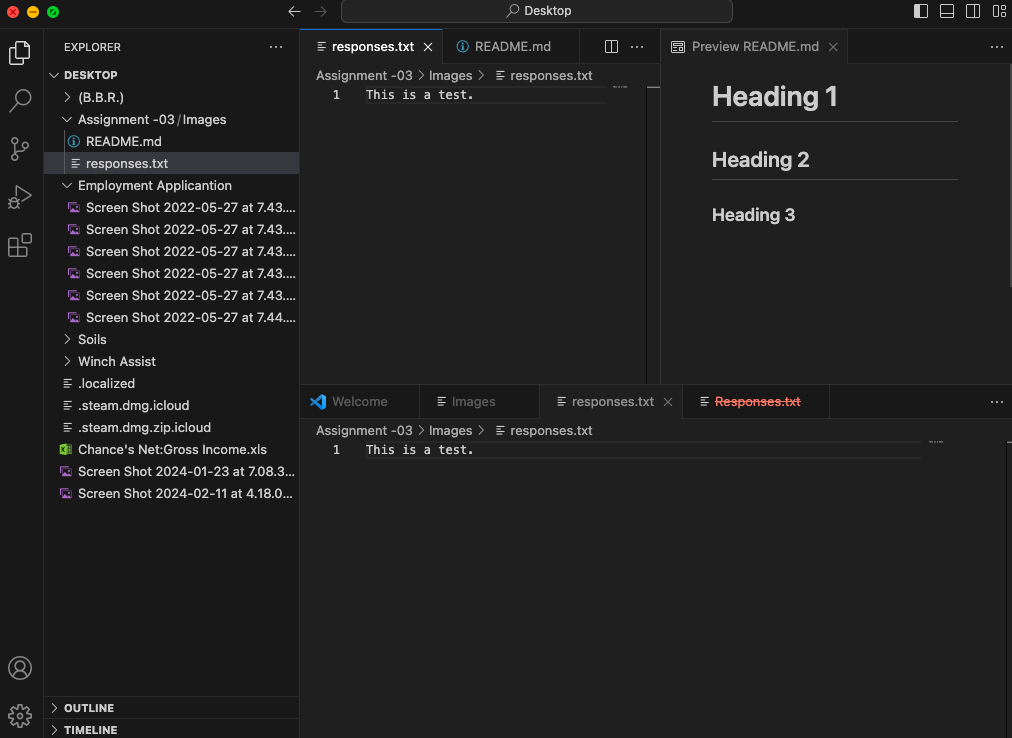 Desktop
EXPLORER
DESKTOP
(B.B.R.)
Assignment -03 / Images
README.md
responses.txt
Employment Applicantion
Screen Shot 2022-05-27 at 7.43....
Screen Shot 2022-05-27 at 7.43....
Screen Shot 2022-05-27 at 7.43....
Screen Shot 2022-05-27 at 7.43....
Screen Shot 2022-05-27 at 7.43....
Screen Shot 2022-05-27 at 7.44....
Soils
Winch Assist
.localized
.steam.dmg.icloud
.steam.dmg.zip.icloud
Chance's Net:Gross Income.xls
Screen Shot 2024-01-23 at 7.08.3...
Screen Shot 2024-02-11 at 4.18.0...
OUTLINE
TIMELINE
responses.txt README.md
Assignment -03 > Images > responses.txt
1 This is a test.
Preview README.md
Heading 1
Heading 2
Heading 3
Welcome Images responses.txt Responses.txt
Assignment -03 > Images > responses.txt
1 This is a test.